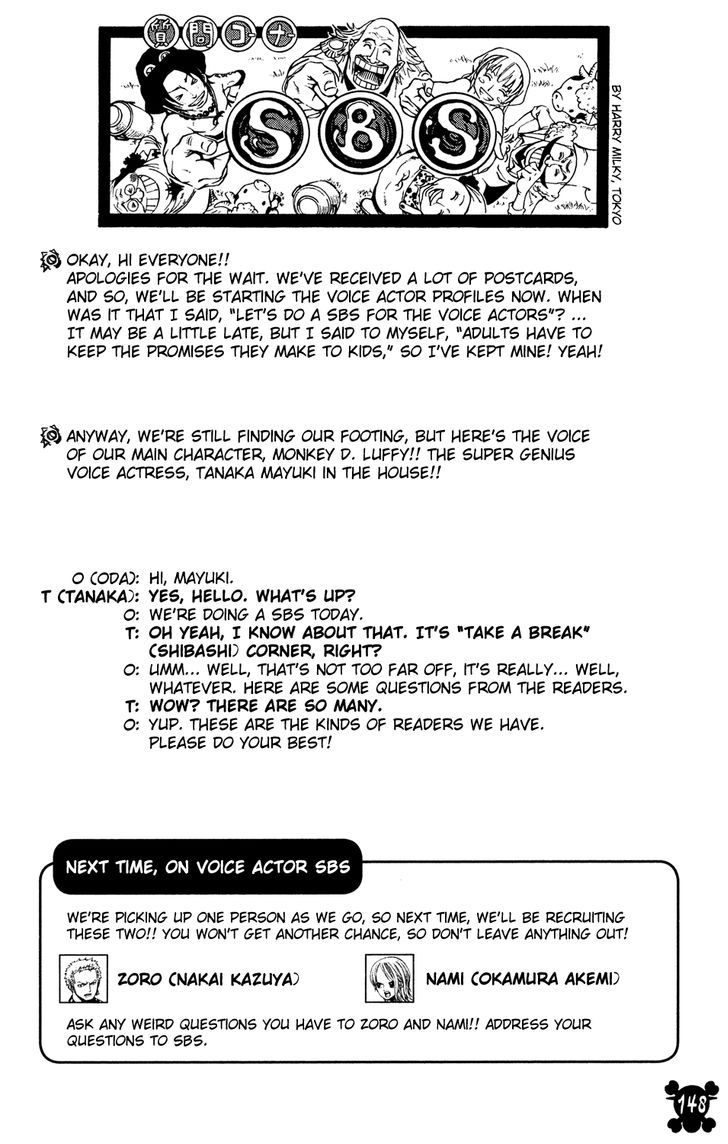 質問コーナー
SBS
BY HARRY MILKY, TOKYO
OKAY, HI EVERYONE!!
APOLOGIES FOR THE WAIT. WE'VE RECEIVED A LOT OF POSTCARDS,
AND SO, WE'LL BE STARTING THE VOICE ACTOR PROFILES NOW. WHEN
WAS IT THAT I SAID, "LET'S DO A SBS FOR THE VOICE ACTORS"? ...
IT MAY BE A LITTLE LATE, BUT I SAID TO MYSELF, "ADULTS HAVE TO
KEEP THE PROMISES THEY MAKE TO KIDS," SO I'VE KEPT MINE! YEAH!
ANYWAY, WE'RE STILL FINDING OUR FOOTING, BUT HERE'S THE VOICE
OF OUR MAIN CHARACTER, MONKEY D. LUFFY!! THE SUPER GENIUS
VOICE ACTRESS, TANAKA MAYUKI IN THE HOUSE!!
O (ODA): HI, MAYUKI.
T (TANAKA): YES, HELLO. WHAT'S UP?
O: WE'RE DOING A SBS TODAY.
T: OH YEAH, I KNOW ABOUT THAT. IT'S "TAKE A BREAK"
(SHIBASHI) CORNER, RIGHT?
O: UMM... WELL, THAT'S NOT TOO FAR OFF, IT'S REALLY... WELL,
WHATEVER. HERE ARE SOME QUESTIONS FROM THE READERS.
T: WOW? THERE ARE SO MANY.
O: YUP. THESE ARE THE KINDS OF READERS WE HAVE.
PLEASE DO YOUR BEST!
NEXT TIME, ON VOICE ACTOR SBS
WE'RE PICKING UP ONE PERSON AS WE GO, SO NEXT TIME, WE'LL BE RECRUITING
THESE TWO!! YOU WON'T GET ANOTHER CHANCE, SO DON'T LEAVE ANYTHING OUT!
ZORO (NAKAI KAZUYA)
NAMI (OKAMURA AKEMI)
ASK ANY WEIRD QUESTIONS YOU HAVE TO ZORO AND NAMI!! ADDRESS YOUR
QUESTIONS TO SBS.
148